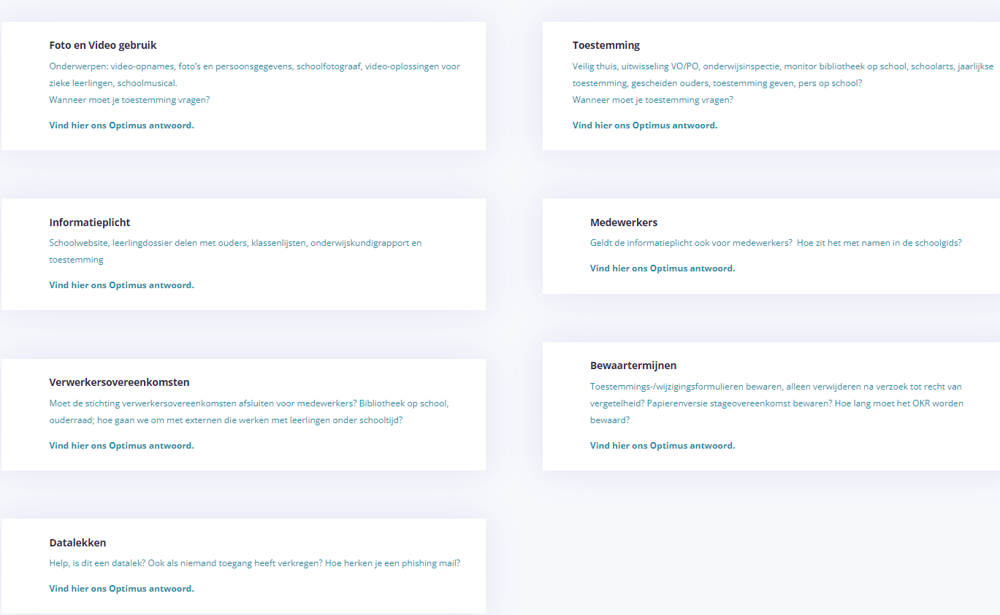 Foto en Video gebruik
Onderwerpen: video-opnames, foto's en persoonsgegevens, schoolfotograaf, video-oplossingen voor
zieke leerlingen, schoolmusical.
Wanneer moet je toestemming vragen?
Vind hier ons Optimus antwoord.
Toestemming
Veilig thuis, uitwisseling VO/PO, onderwijsinspectie, monitor bibliotheek op school, schoolarts, jaarlijkse
toestemming, gescheiden ouders, toestemming geven, pers op school?
Wanneer moet je toestemming vragen?
Vind hier ons Optimus antwoord.
Informatieplicht
Schoolwebsite, leerlingdossier delen met ouders, klassenlijsten, onderwijskundigrapport en
toestemming
Vind hier ons Optimus antwoord.
Medewerkers
Geldt de informatieplicht ook voor medewerkers?  Hoe zit het met namen in de schoolgids?
Vind hier ons Optimus antwoord.
Verwerkersovereenkomsten
Moet de stichting verwerkersovereenkomsten afsluiten voor medewerkers? Bibliotheek op school,
ouderraad; hoe gaan we om met externen die werken met leerlingen onder schooltijd?
Vind hier ons Optimus antwoord.
Bewaartermijnen
Toestemmings-/wijzigingsformulieren bewaren, alleen verwijderen na verzoek tot recht van
vergetelheid? Papierenversie stageovereenkomst bewaren? Hoe lang moet het OKR worden
bewaard?
Vind hier ons Optimus antwoord.
Datalekken
Help, is dit een datalek? Ook als niemand toegang heeft verkregen? Hoe herken je een phishing mail?
Vind hier ons Optimus antwoord.